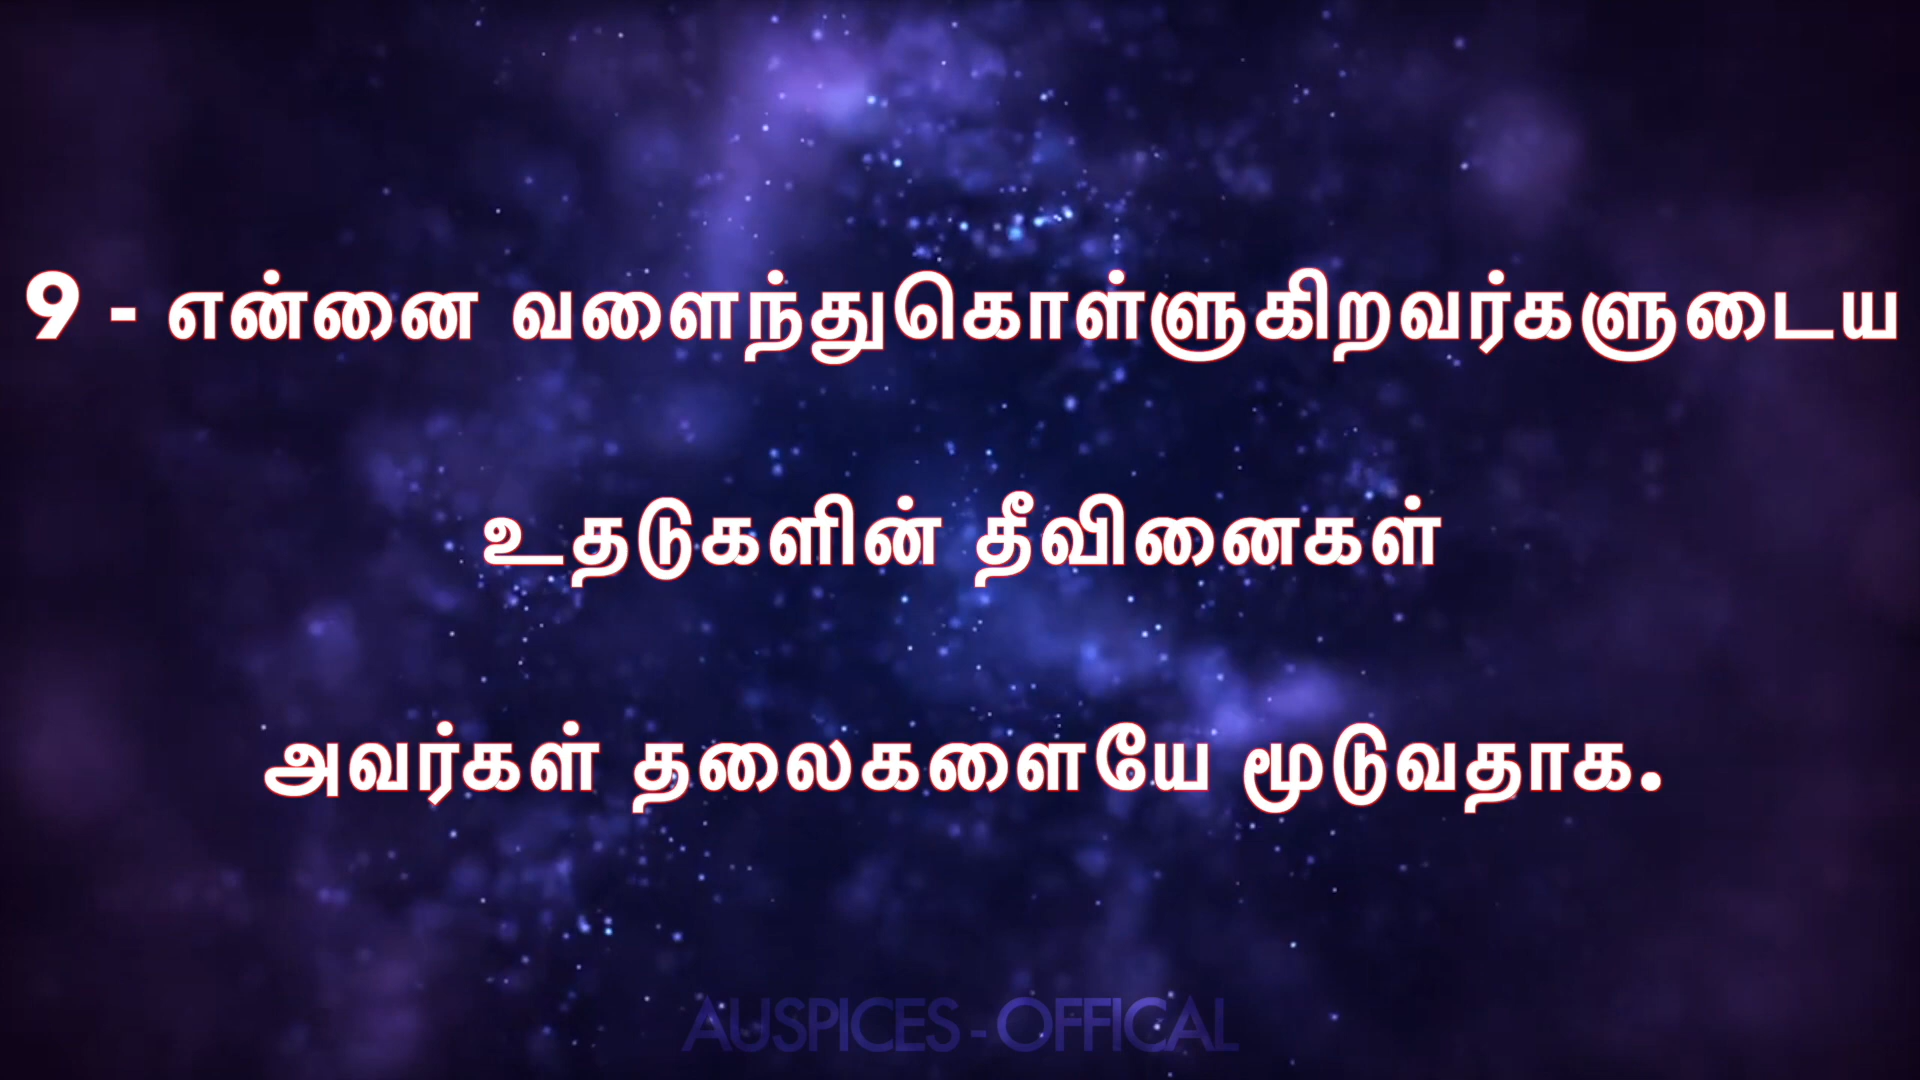 9 - என்னை வளைந்துகொள்ளுகிறவர்களுடைய
உதடுகளின் தீவினைகள்
அவர்கள் தலைகளையே மூடுவதாக.
AUSPICES - OFFICAL